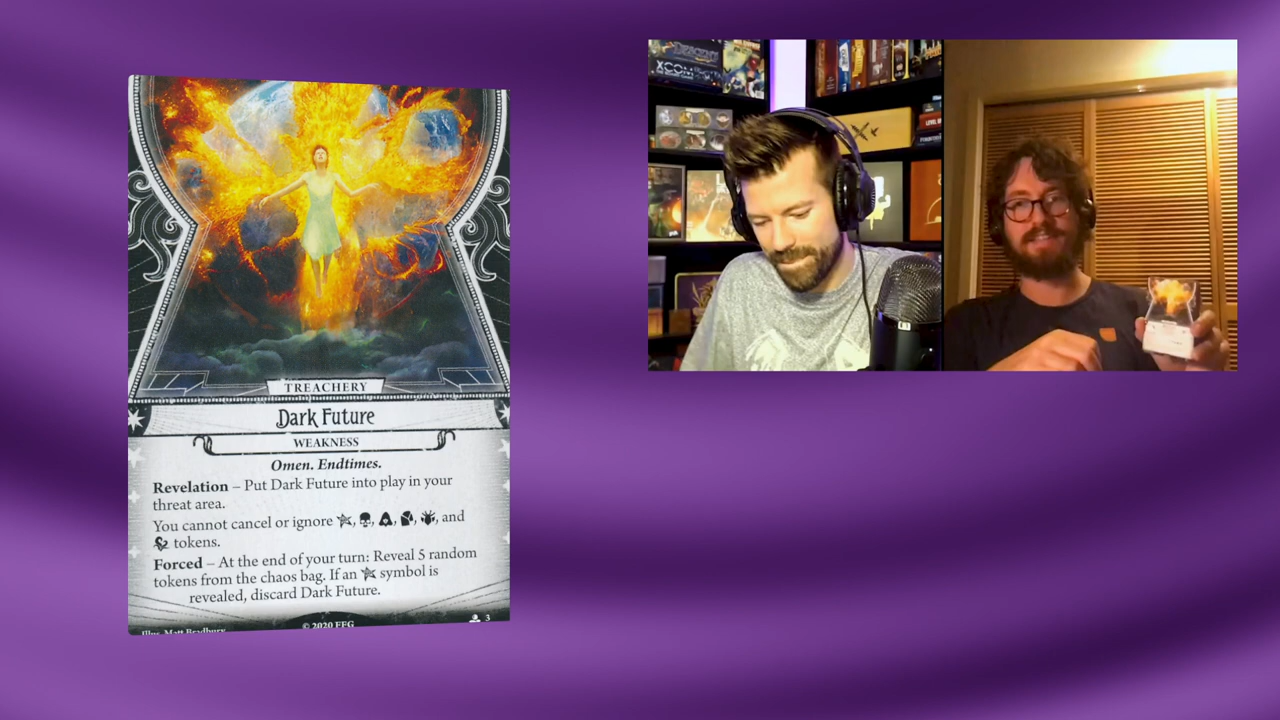 TREACHERY
Dark Future
WEAKNESS
Omen. Endtimes.
Revelation – Put Dark Future into play in your
threat area.
You cannot cancel or ignore , , , , , and
tokens.
Forced – At the end of your turn: Reveal 5 random
tokens from the chaos bag. If an symbol is
revealed, discard Dark Future.
© 2020 FFG
3
DESCENT
XCOM